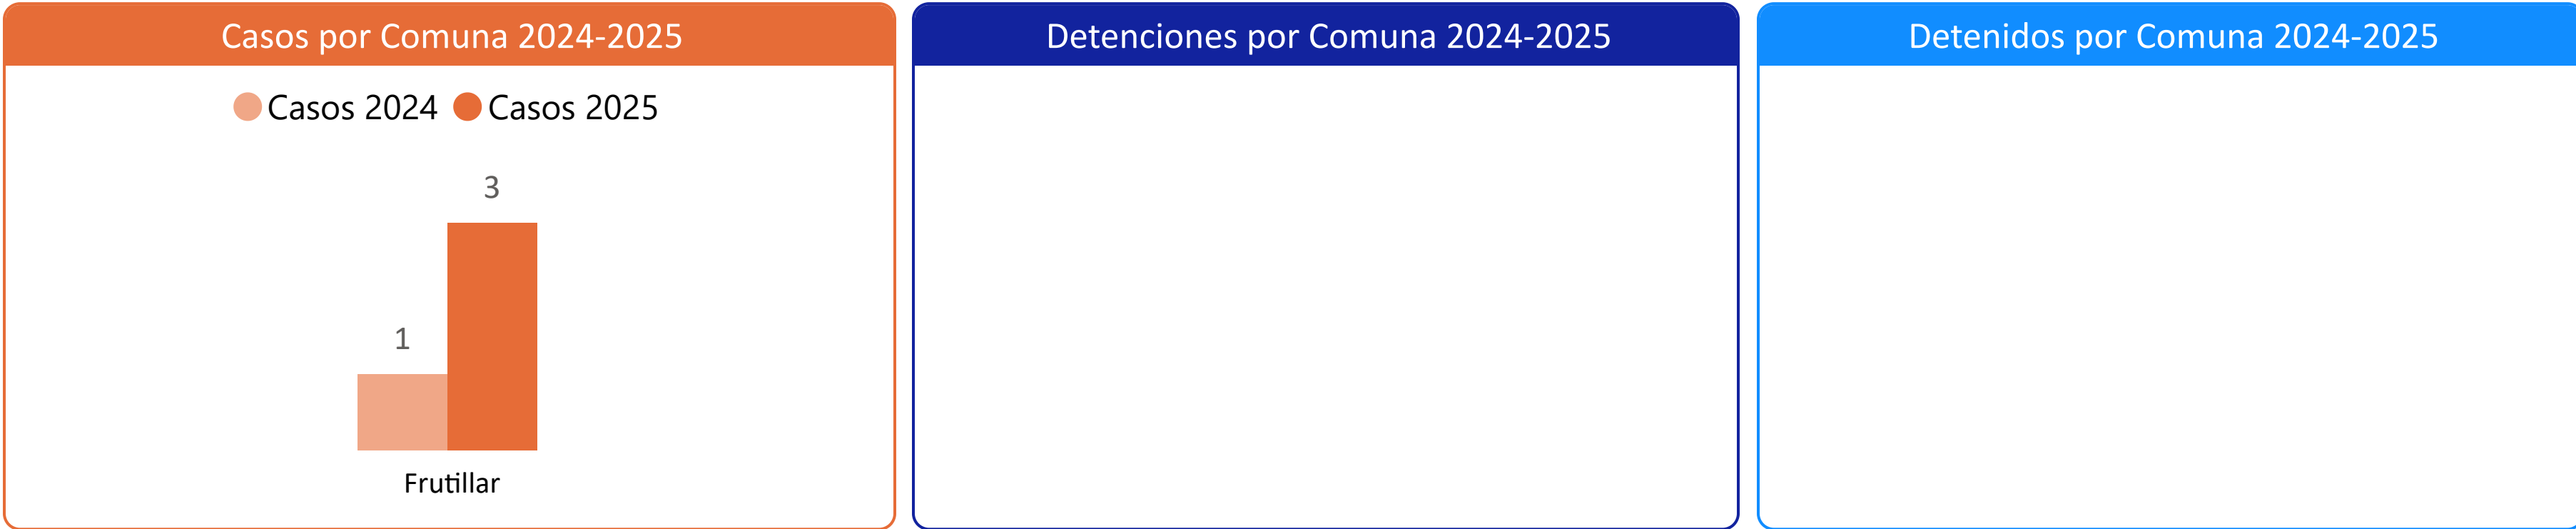 Casos por Comuna 2024-2025
Casos 2024 Casos 2025
3
1
Frutillar
Detenciones por Comuna 2024-2025
Detenidos por Comuna 2024-2025